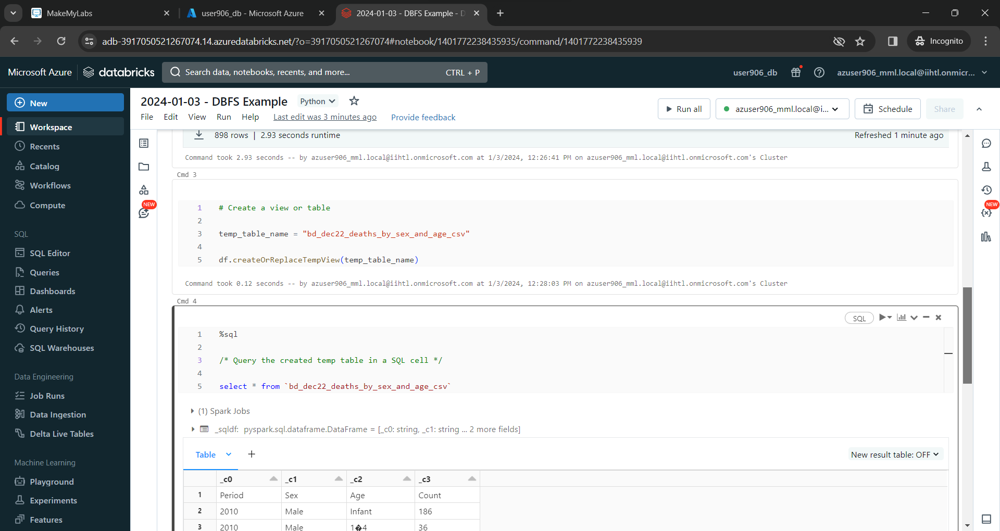 MakeMyLabs
user906_db - Microsoft Azure
2024-01-03 - DBFS Example - D
adb-3917050521267074.14.azuredatabricks.net/?o=3917050521267074#notebook/1401772238435935/command/1401772238435939
Incognito
Microsoft Azure
databricks
Search data, notebooks, recents, and more...
CTRL + P
user906_db
azuser906_mml.local@iihtl.onmicr...
New
Workspace
Recents
Catalog
Workflows
Compute
SQL
SQL Editor
Queries
Dashboards
Alerts
Query History
SQL Warehouses
Data Engineering
Job Runs
Data Ingestion
Delta Live Tables
Machine Learning
Playground
Experiments
Features
2024-01-03 - DBFS Example
Python
File Edit View Run Help Last edit was 3 minutes ago Provide feedback
Run all
azuser906_mml.local@i...
Schedule
Share
NEW
NEW
898 rows | 2.93 seconds runtime
Refreshed 1 minute ago
Command took 2.93 seconds -- by azuser906_mml.local@iihtl.onmicrosoft.com at 1/3/2024, 12:26:41 PM on azuser906_mml.local@iihtl.onmicrosoft.com's Cluster
Cmd 3
1 # Create a view or table
2
3 temp_table_name = "bd_dec22_deaths_by_sex_and_age_csv"
4
5 df.createOrReplaceTempView(temp_table_name)
Command took 0.12 seconds -- by azuser906_mml.local@iihtl.onmicrosoft.com at 1/3/2024, 12:28:03 PM on azuser906_mml.local@iihtl.onmicrosoft.com's Cluster
Cmd 4
SQL
1 %sql
2
3 /* Query the created temp table in a SQL cell */
4
5 select * from `bd_dec22_deaths_by_sex_and_age_csv`
(1) Spark Jobs
_sqldf: pyspark.sql.dataframe.DataFrame = [_c0: string, _c1: string ... 2 more fields]
Table
New result table: OFF
_c0 _c1 _c2 _c3
1 Period Sex Age Count
2 2010 Male Infant 186
3 2010 Male 1�4 36